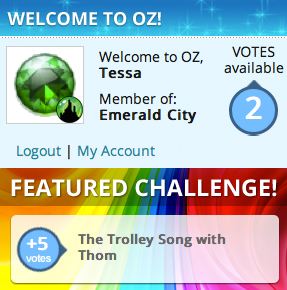 WELCOME TO OZ!
Welcome to OZ,
Tessa
Member of:
Emerald City
VOTES
available
2
Logout | My Account
FEATURED CHALLENGE!
+5
votes
The Trolley Song with
Thom